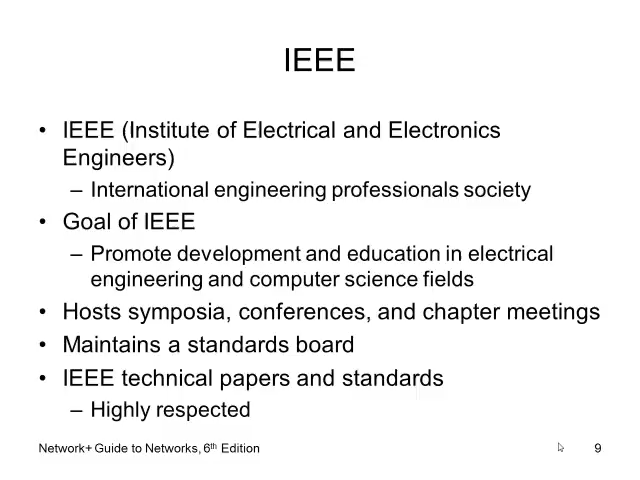 IEEE
• IEEE (Institute of Electrical and Electronics
Engineers)
– International engineering professionals society
• Goal of IEEE
– Promote development and education in electrical
engineering and computer science fields
• Hosts symposia, conferences, and chapter meetings
• Maintains a standards board
• IEEE technical papers and standards
– Highly respected
Network+ Guide to Networks, 6th Edition 9